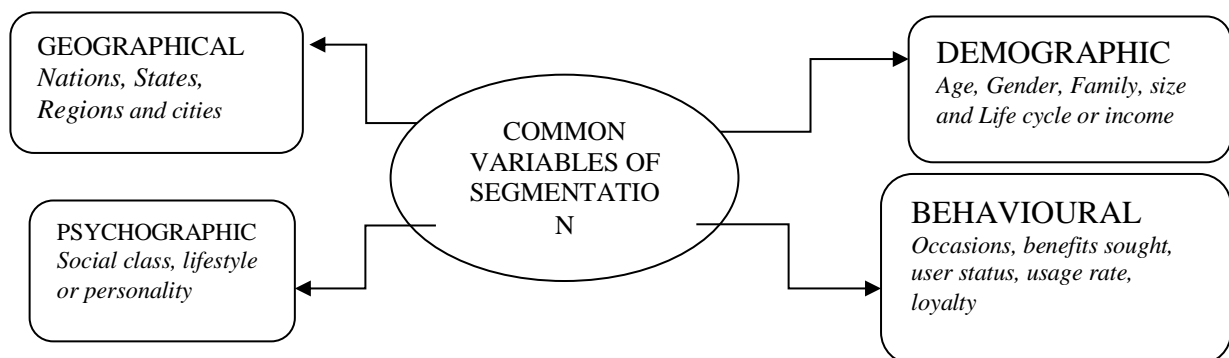 GEOGRAPHICAL
Nations, States,
Regions and cities
DEMOGRAPHIC
Age, Gender, Family, size
and Life cycle or income
COMMON
VARIABLES OF
SEGMENTATIO
N
PSYCHOGRAPHIC
Social class, lifestyle
or personality
BEHAVIOURAL
Occasions, benefits sought,
user status, usage rate,
loyalty